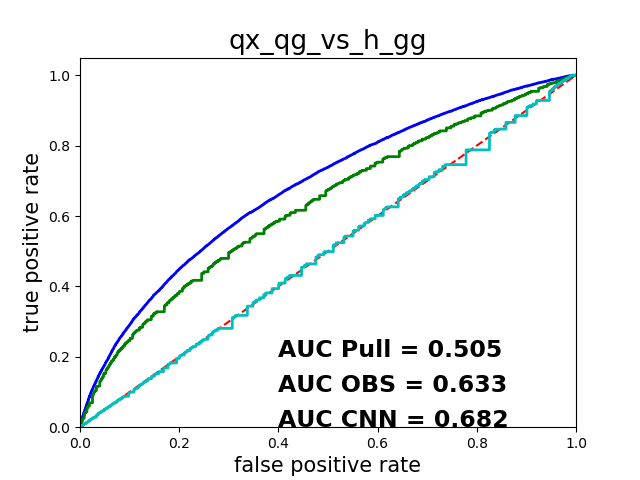 qx_qg_vs_h_gg
true positive rate
1.0
0.8
0.6
0.4
0.2
0.0
AUC Pull = 0.505
AUC OBS = 0.633
AUC CNN = 0.682
0.0 0.2 0.4 0.6 0.8 1.0
false positive rate